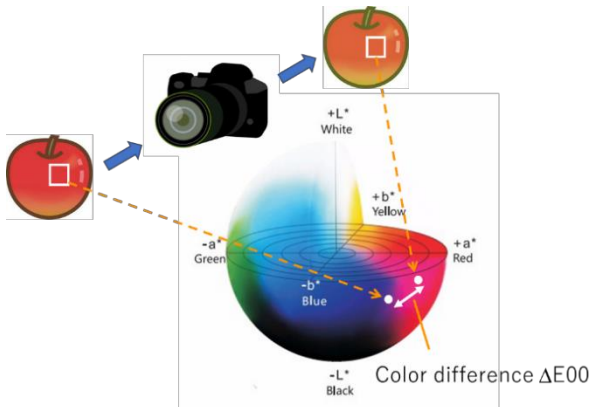 +L*
White
+b*
Yellow
-a*
Green
+a*
Red
-b*
Blue
-L*
Black
Color difference ΔE00